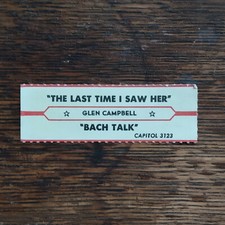 "THE LAST TIME I SAW HER"
GLEN CAMPBELL
"BACH TALK"
CAPITOL 3123